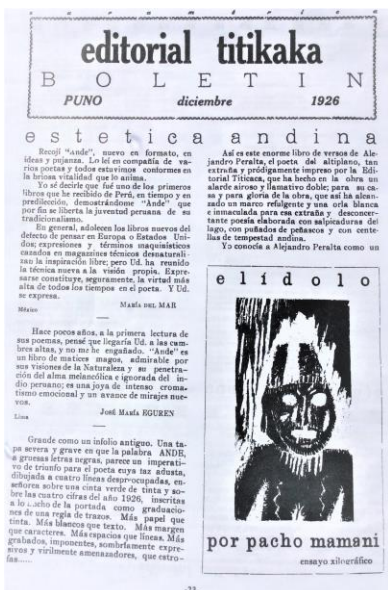 editorial titikaka
B O L E T I N
PUNO diciembre 1926
estetica andina
Recojí "Ande", nuevo en formato, en
ideas y pujanza. Lo leí en compañía de va-
rios poetas y todos estuvimos conformes en
la briosa vitalidad que lo anima.
Yo sé decirle que fué uno de los primeros
libros que he recibido de Perú, en tiempo y en
predilección, demostrándome "Ande" que
por fin se liberta la juventud peruana de su
tradicionalismo.
En general, adolecen los libros nuevos del
defecto de pensar en Europa o Estados Uni-
dos; expresiones y términos maquinísticos
cazados en magazines técnicos desnaturali-
zan la inspiración libre; pero Ud. ha reunido
la técnica nueva a la visión propia. Expre-
sarse constituye, seguramente, la virtud más
alta de todos los tiempos en el poeta. Y Ud.
se expresa.
MARÍA DEL MAR
México
Hace pocos años, a la primera lectura de
sus poemas, pensé que llegaría Ud. a las cum-
bres altas, y no me he engañado. "Ande" es
un libro de matices magos, admirable por
sus visiones de la Naturaleza y su penetra-
ción del alma melancólica e ignorada del in-
dio peruano; es una joya de intenso croma-
tismo emocional y un avance de mirajes nue-
vos.
JOSÉ MARÍA EGUREN
Lima
Grande como un infolio antiguo. Una ta-
pa severa y grave en que la palabra ANDE,
en gruesas letras negras, parece un imperati-
vo de triunfo para el poeta cuya faz adusta,
dibujada a cuatro líneas despreocupadas, en-
señorea sobre una cinta verde de tinta y so-
bre las cuatro cifras del año 1926, inscritas
a lo de la portada como graduacio-
nes de una regla de trazos. Más papel que
tinta. Más blancos que texto. Más margen
que caracteres. Más espacios que líneas. Más
grabados, imponentes, sombríamente expre-
sivos y virilmente amenazadores, que estro-
fas......
Así es este enorme libro de versos de Ale-
jandro Peralta, el poeta del altiplano, tan
extraña y pródigamente impreso por la Edi-
torial Titicaca, que ha hecho en la obra un
alarde airoso y llamativo doble; para su ca-
sa y para gloria de la obra, que así ha alcan-
zado un marco refulgente y una orla blanca
e inmaculada para esa extraña y desconcer-
tante poesía elaborada con salpicaduras del
lago, con puñados de peñascos y con cente-
llas de tempestad andina.
Yo conocía a Alejandro Peralta como un
el ídolo
por pacho mamani
ensayo xilográfico
-23-